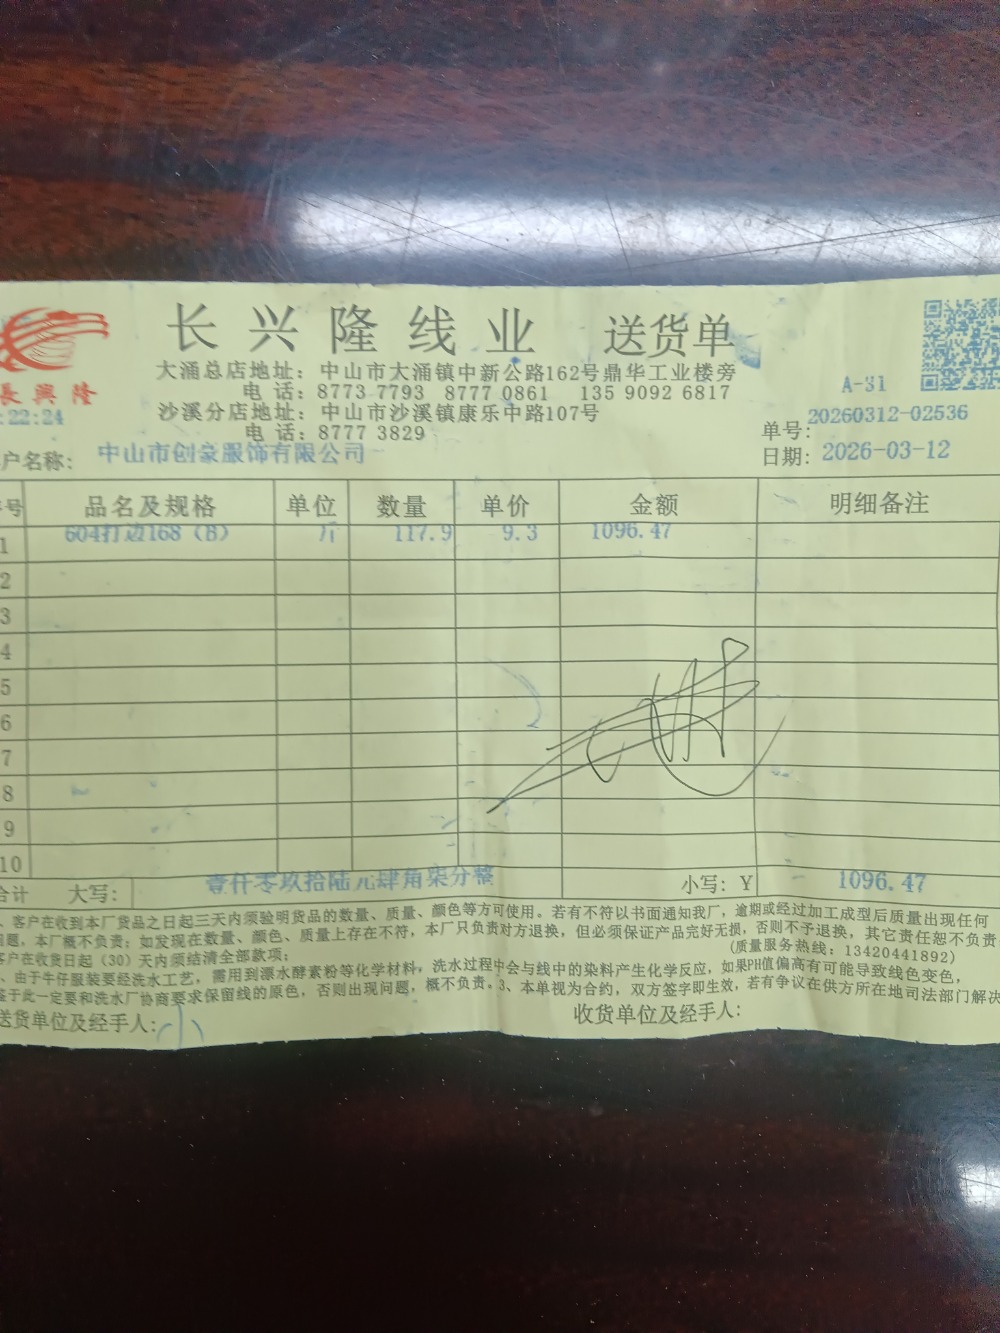 长兴隆线业 送货单
長興隆
大涌总店地址：中山市大涌镇中新公路162号鼎华工业楼旁
电 话：8773 7793 8777 0861 135 9092 6817
沙溪分店地址：中山市沙溪镇康乐中路107号
电 话：8777 3829
A-31
:22:24
单号：20260312-02536
户名称：中山市创豪服饰有限公司
日期：2026-03-12
号 品名及规格 单位 数量 单价 金额 明细备注
1 604打边168（B） 斤 117.9 9.3 1096.47
2
3
4
5
6
7
8
9
10
合计 大写： 壹仟零玖拾陆元肆角柒分整 小写：Y 1096.47
、客户在收到本厂货品之日起三天内须验明货品的数量、质量、颜色等方可使用。若有不符以书面通知我厂，逾期或经过加工成型后质量出现任何
问题，本厂概不负责；如发现在数量、颜色、质量上存在不符，本厂只负责对方退换，但必须保证产品完好无损，否则不予退换，其它责任恕不负责
客户在收货日起（30）天内须结清全部款项； (质量服务热线：13420441892)
、由于牛仔服装要经洗水工艺，需用到漂水酵素粉等化学材料，洗水过程中会与线中的染料产生化学反应，如果PH值偏高有可能导致线色变色，
鉴于此一定要和洗水厂协商要求保留线的原色，否则出现问题，概不负责。3、本单视为合约，双方签字即生效，若有争议在供方所在地司法部门解决
送货单位及经手人： 收货单位及经手人：